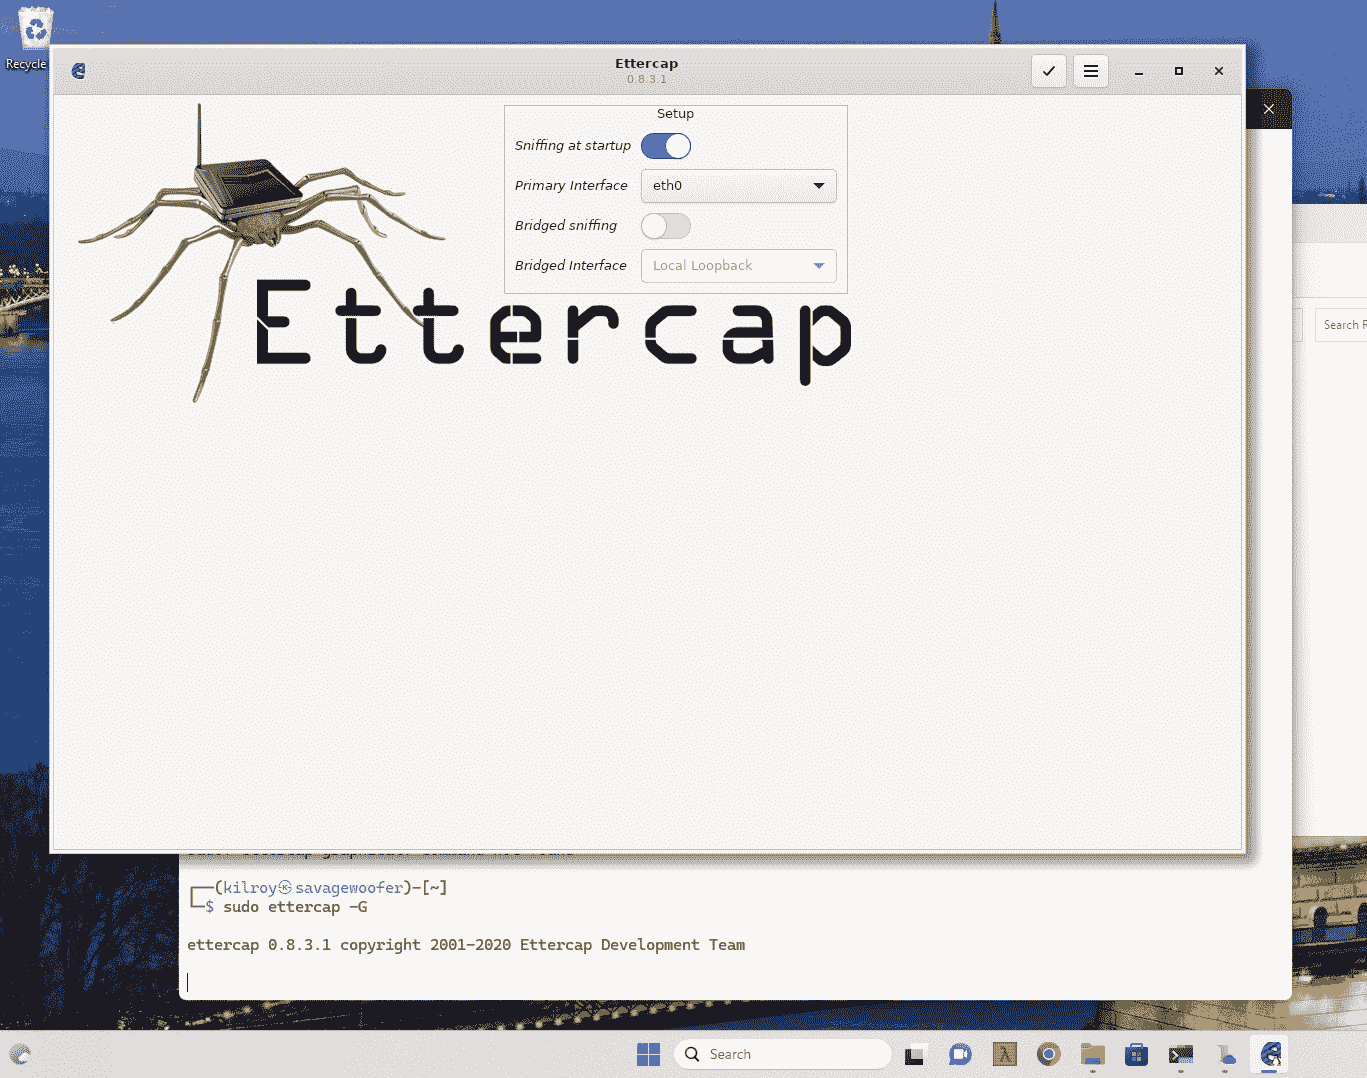 Recycle
Ettercap
0.8.3.1
Setup
Sniffing at startup
Primary Interface
eth0
Bridged sniffing
Bridged Interface
Local Loopback
Ettercap
Search R
┌──(kilroy㉿savagewoofer)-[~]
└─$ sudo ettercap -G
ettercap 0.8.3.1 copyright 2001-2020 Ettercap Development Team
Search